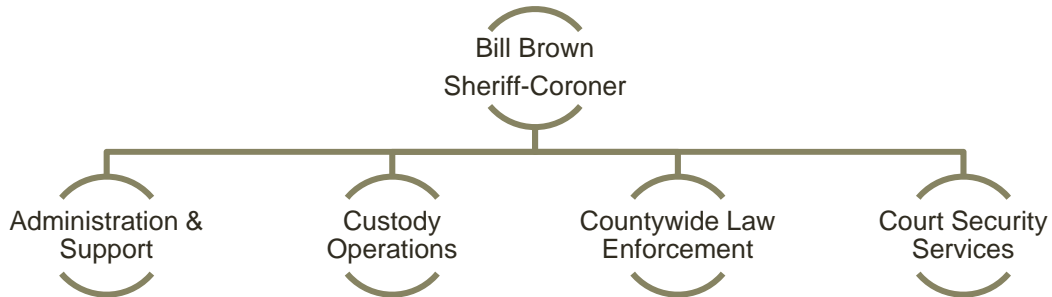 Bill Brown
Sheriff-Coroner
Administration &
Support
Custody
Operations
Countywide Law
Enforcement
Court Security
Services